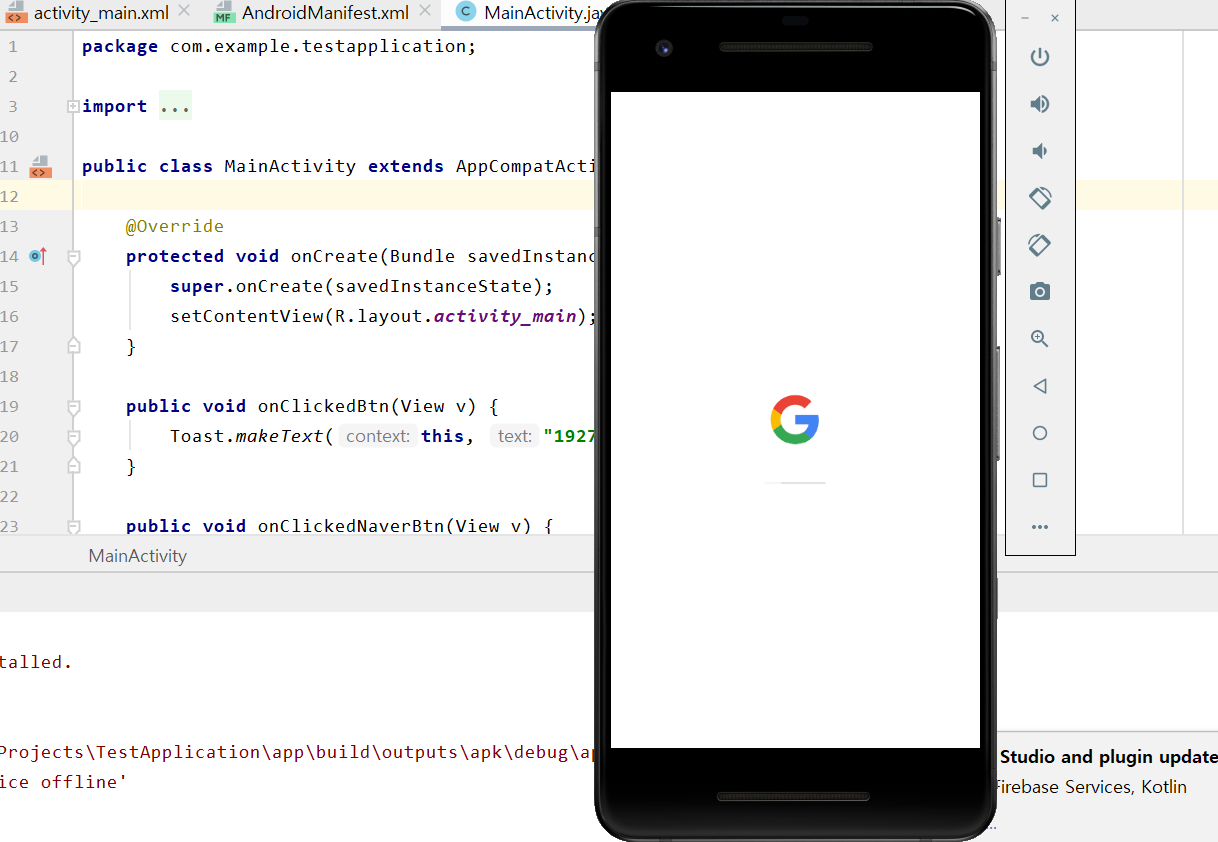 activity_main.xml
AndroidManifest.xml
MainActivity.jav
1 package com.example.testapplication;
2
3 import ...
10
11 public class MainActivity extends AppCompatActi
12
13 @Override
14 protected void onCreate(Bundle savedInstanc
15 super.onCreate(savedInstanceState);
16 setContentView(R.layout.activity_main);
17 }
18
19 public void onClickedBtn(View v) {
20 Toast.makeText( context: this, text: "1927
21 }
22
23 public void onClickedNaverBtn(View v) {
MainActivity
talled.
Projects\TestApplication\app\build\outputs\apk\debug\ap
ice offline'
Studio and plugin update
Firebase Services, Kotlin